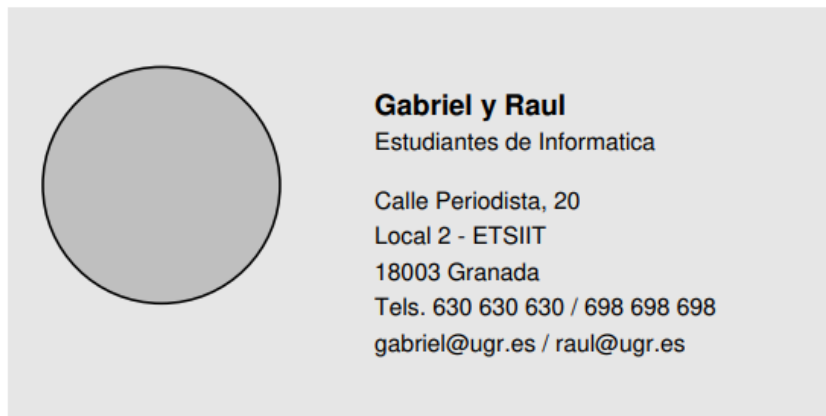 Gabriel y Raul
Estudiantes de Informatica
Calle Periodista, 20
Local 2 - ETSIIT
18003 Granada
Tels. 630 630 630 / 698 698 698
gabriel@ugr.es / raul@ugr.es